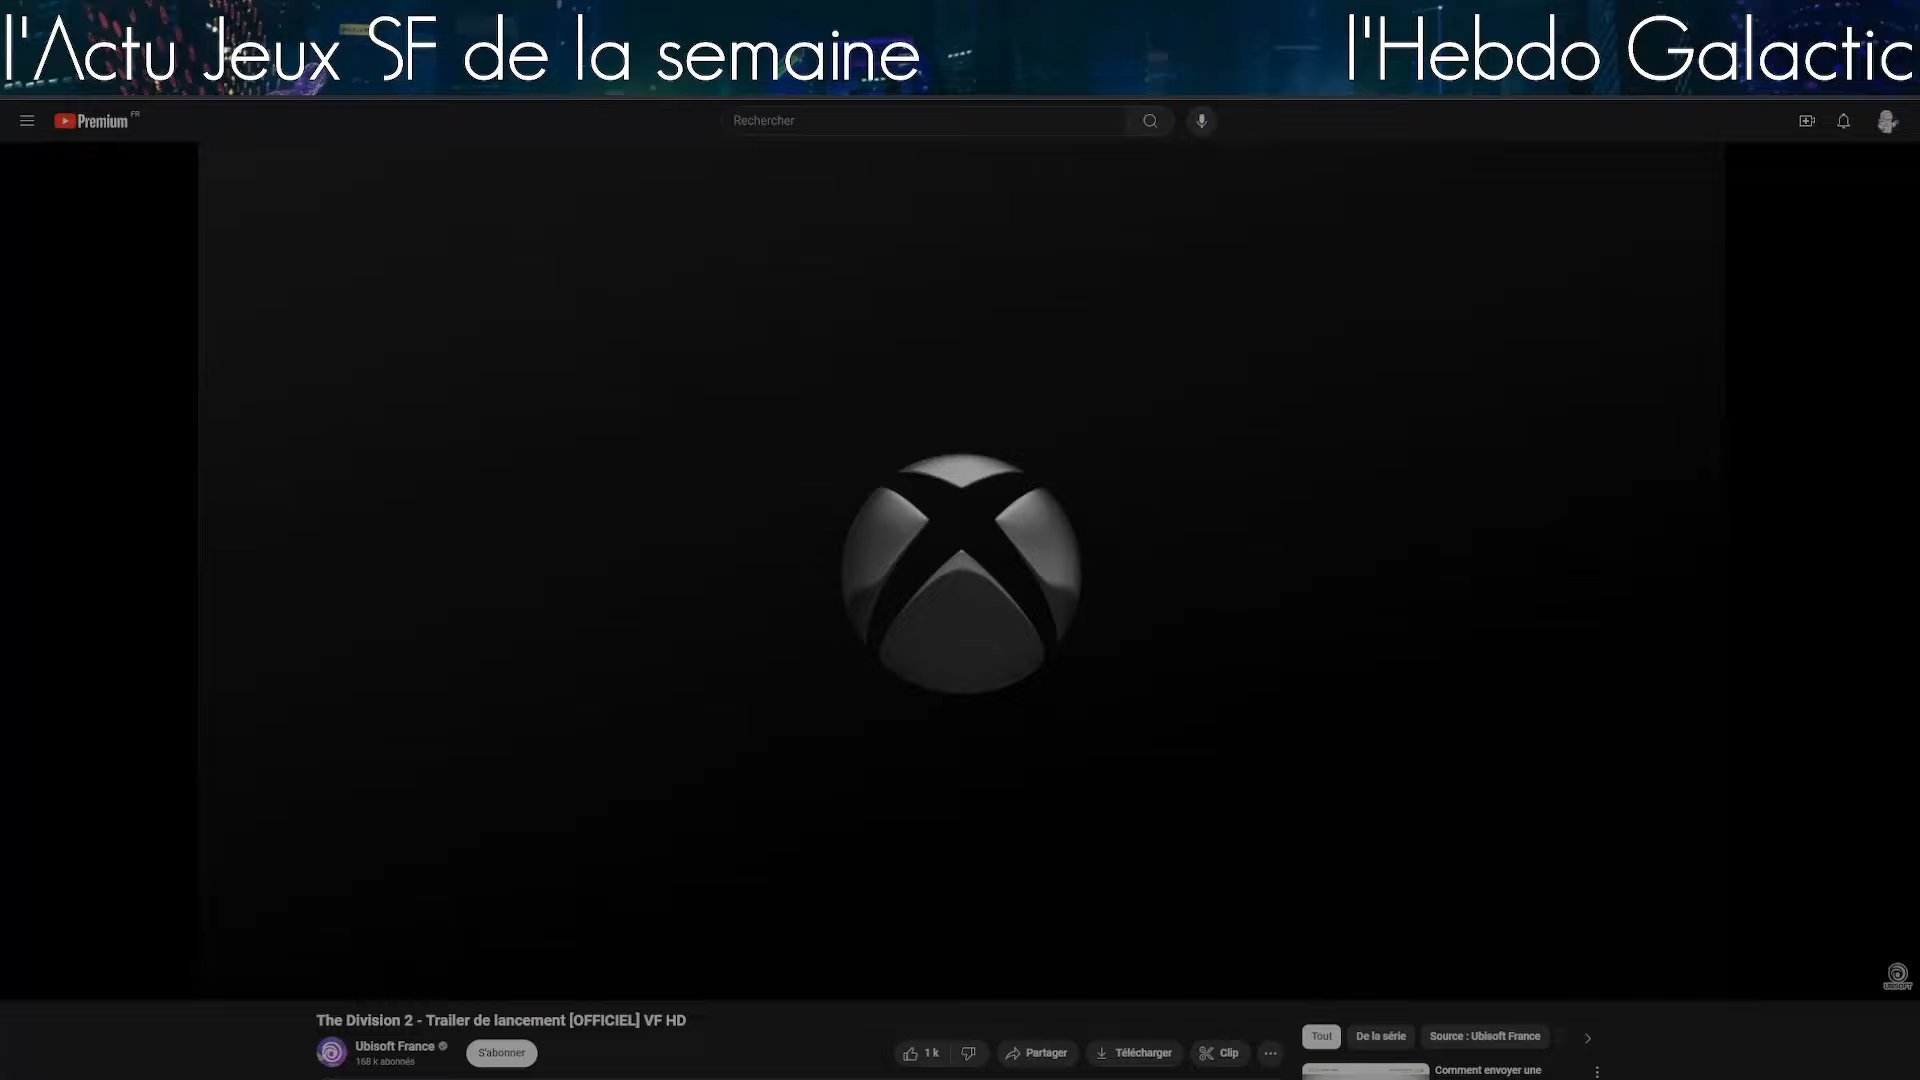 l'Actu Jeux SF de la semaine
l'Hebdo Galactic
Premium FR
Rechercher
UBISOFT
The Division 2 - Trailer de lancement [OFFICIEL] VF HD
Ubisoft France
168 k abonnés
S'abonner
1 k
Partager
Télécharger
Clip
Tout
De la série
Source : Ubisoft France
Comment envoyer une